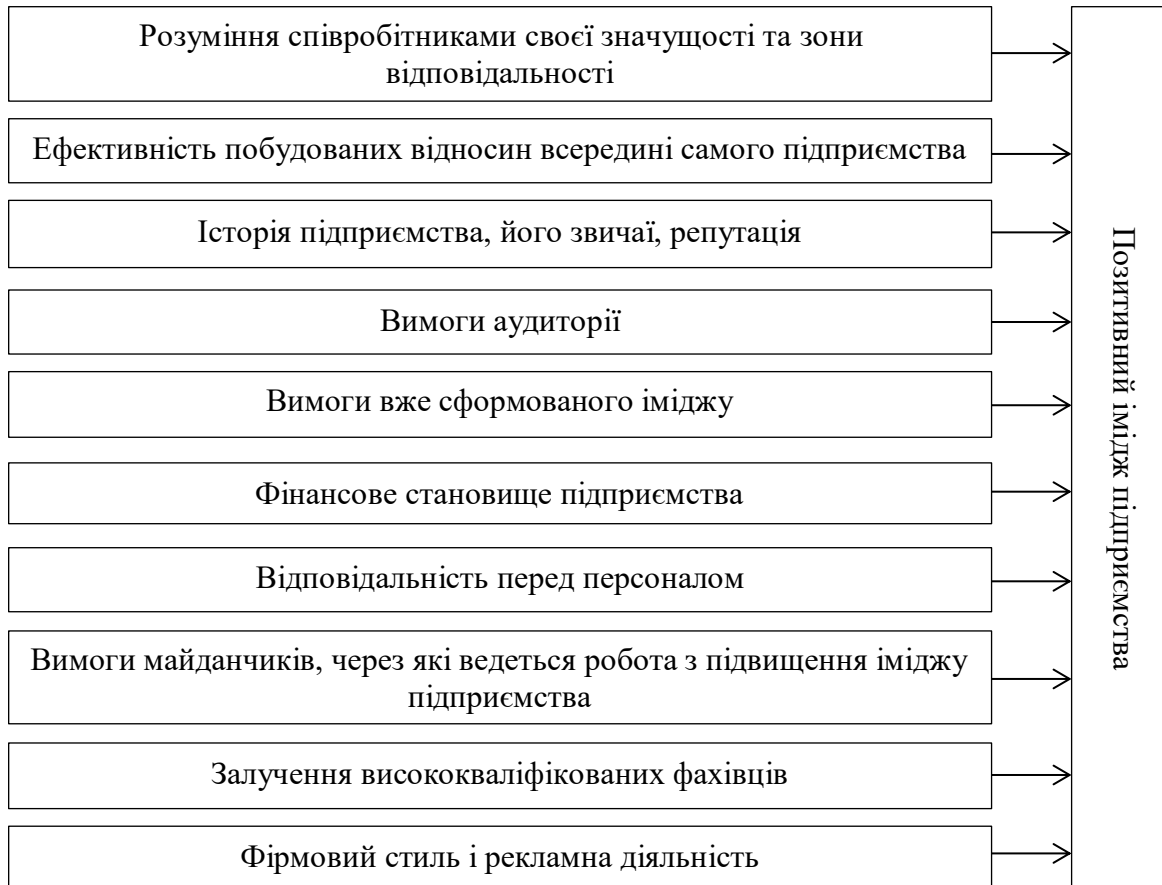 Розуміння співробітниками своєї значущості та зони
відповідальності
Ефективність побудованих відносин всередині самого підприємства
Історія підприємства, його звичаї, репутація
Вимоги аудиторії
Вимоги вже сформованого іміджу
Фінансове становище підприємства
Відповідальність перед персоналом
Вимоги майданчиків, через які ведеться робота з підвищення іміджу
підприємства
Залучення висококваліфікованих фахівців
Фірмовий стиль і рекламна діяльність
Позитивний імідж підприємства